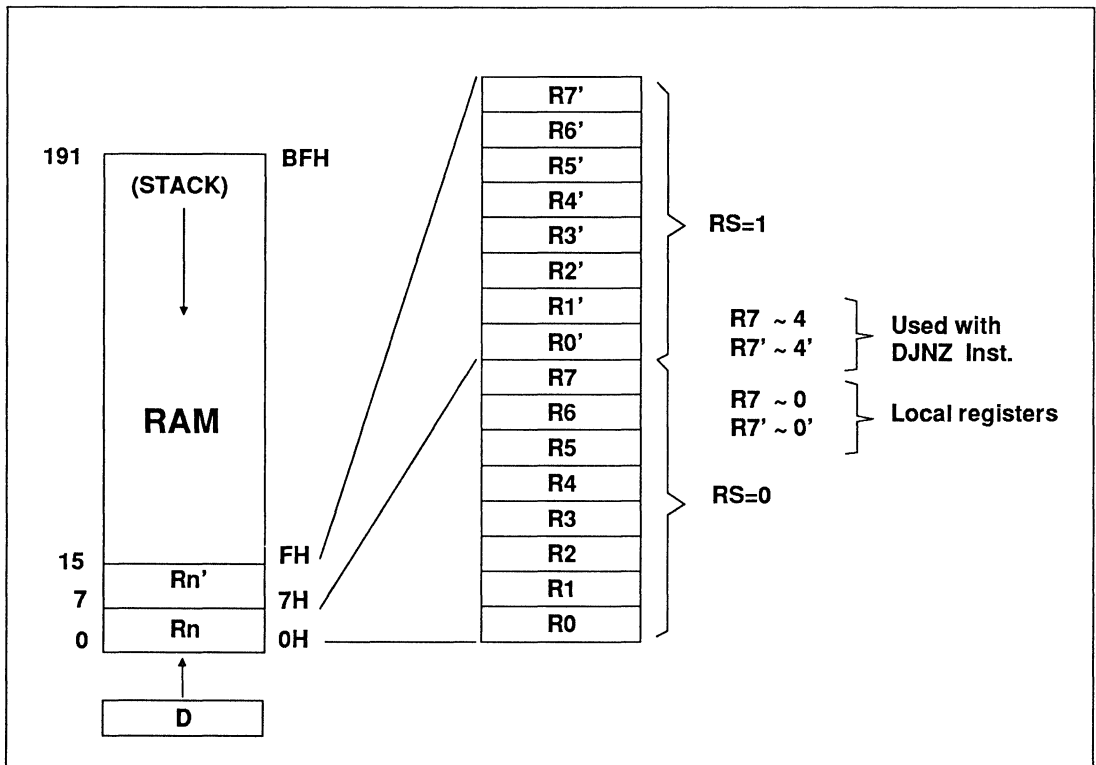 191
BFH
(STACK)
RAM
15
FH
Rn'
7
7H
Rn
0
0H
D
R7'
R6'
R5'
R4'
R3'
R2'
R1'
R0'
R7
R6
R5
R4
R3
R2
R1
R0
RS=1
R7 ~ 4
R7' ~ 4'
Used with
DJNZ Inst.
R7 ~ 0
R7' ~ 0'
Local registers
RS=0